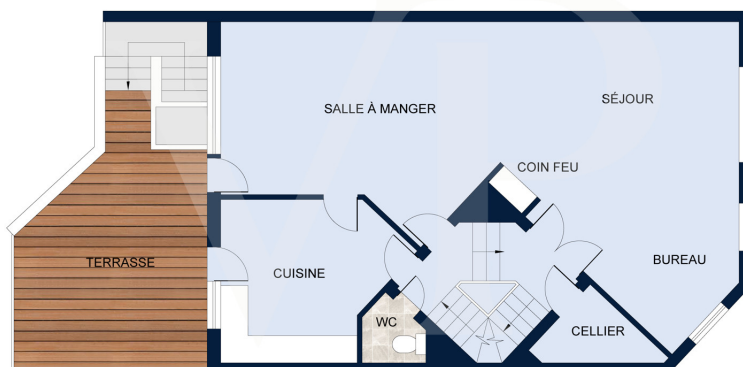 SÉJOUR
SALLE À MANGER
COIN FEU
TERRASSE
CUISINE
BUREAU
WC
CELLIER